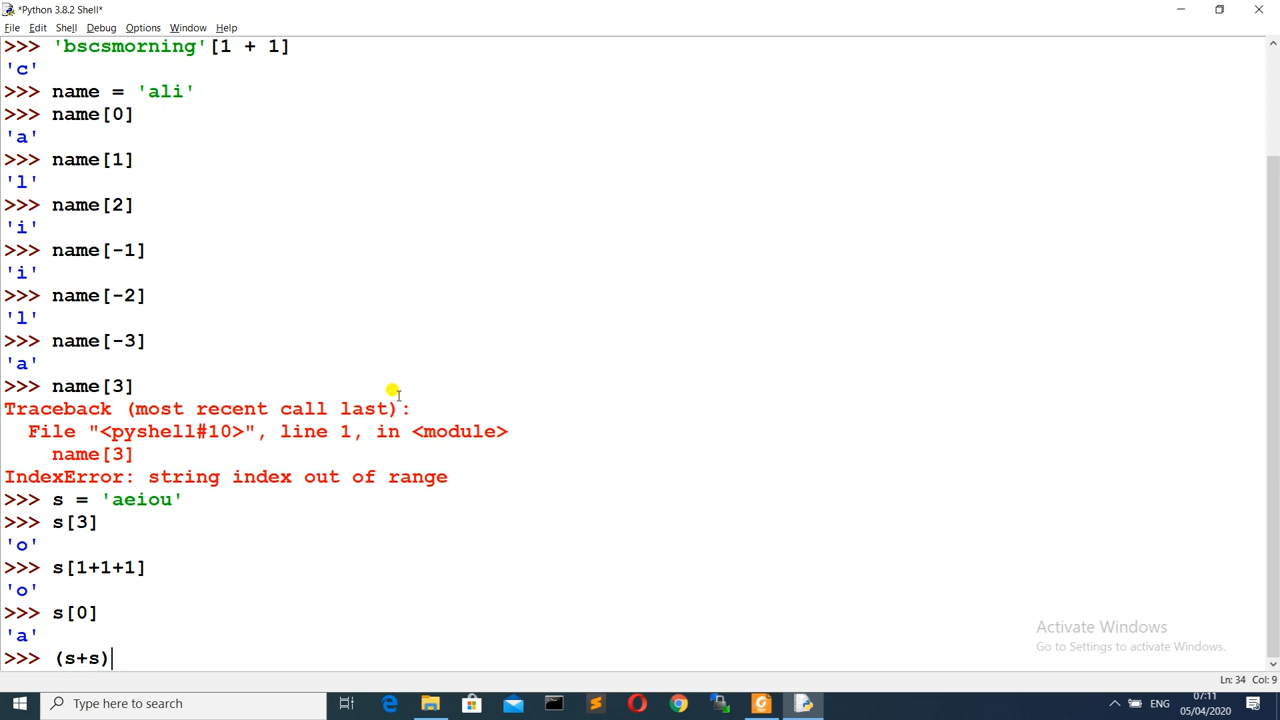 *Python 3.8.2 Shell*
File Edit Shell Debug Options Window Help
>>> 'bscsmorning'[1 + 1]
'c'
>>> name = 'ali'
>>> name[0]
'a'
>>> name[1]
'l'
>>> name[2]
'i'
>>> name[-1]
'i'
>>> name[-2]
'l'
>>> name[-3]
'a'
>>> name[3]
Traceback (most recent call last):
  File "<pyshell#10>", line 1, in <module>
    name[3]
IndexError: string index out of range
>>> s = 'aeiou'
>>> s[3]
'o'
>>> s[1+1+1]
'o'
>>> s[0]
'a'
>>> (s+s)
Activate Windows
Go to Settings to activate Windows.
Ln: 34 Col: 9
Type here to search
ENG
07:11
05/04/2020